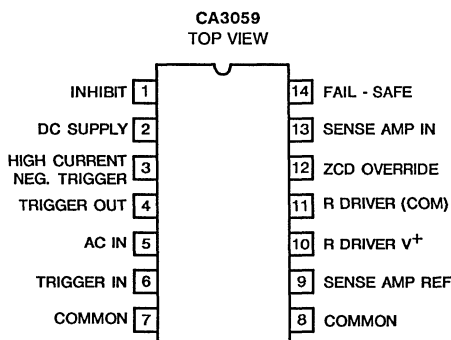 CA3059
TOP VIEW
INHIBIT 1
DC SUPPLY 2
HIGH CURRENT
NEG. TRIGGER 3
TRIGGER OUT 4
AC IN 5
TRIGGER IN 6
COMMON 7
14 FAIL - SAFE
13 SENSE AMP IN
12 ZCD OVERRIDE
11 R DRIVER (COM)
10 R DRIVER V+
9 SENSE AMP REF
8 COMMON